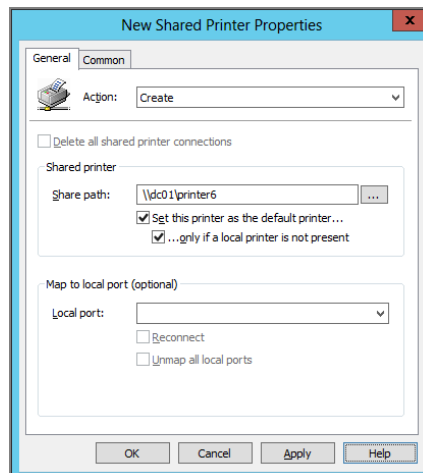 New Shared Printer Properties
x
General Common
Action: Create
Delete all shared printer connections
Shared printer
Share path: \\dc01\printer6 ...
Set this printer as the default printer...
...only if a local printer is not present
Map to local port (optional)
Local port:
Reconnect
Unmap all local ports
OK Cancel Apply Help